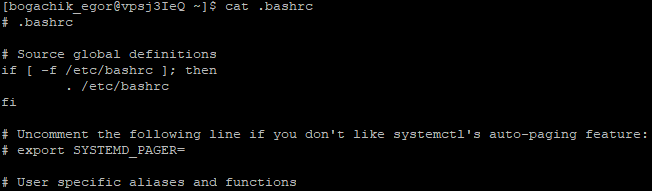 [bogachik_egor@vpsj3IeQ ~]$ cat .bashrc
# .bashrc

# Source global definitions
if [ -f /etc/bashrc ]; then
        . /etc/bashrc
fi

# Uncomment the following line if you don't like systemctl's auto-paging feature:
# export SYSTEMD_PAGER=

# User specific aliases and functions